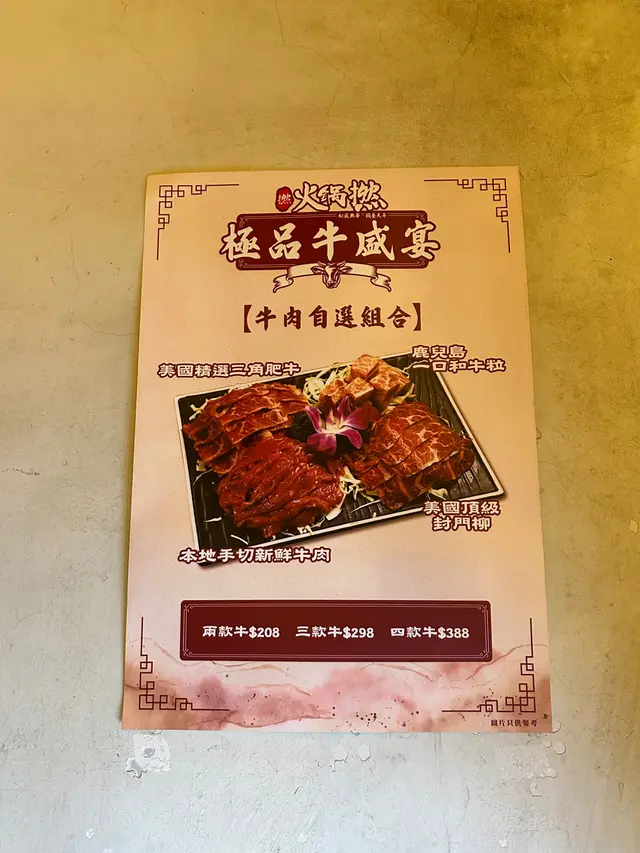 撚 火鍋撚
極品牛盛宴
【牛肉自選組合】
美國精選三角肥牛
鹿兒島
一口和牛粒
美國頂級
封門柳
本地手切新鮮牛肉
兩款牛$208 三款牛$298 四款牛$388
圖片只供參考